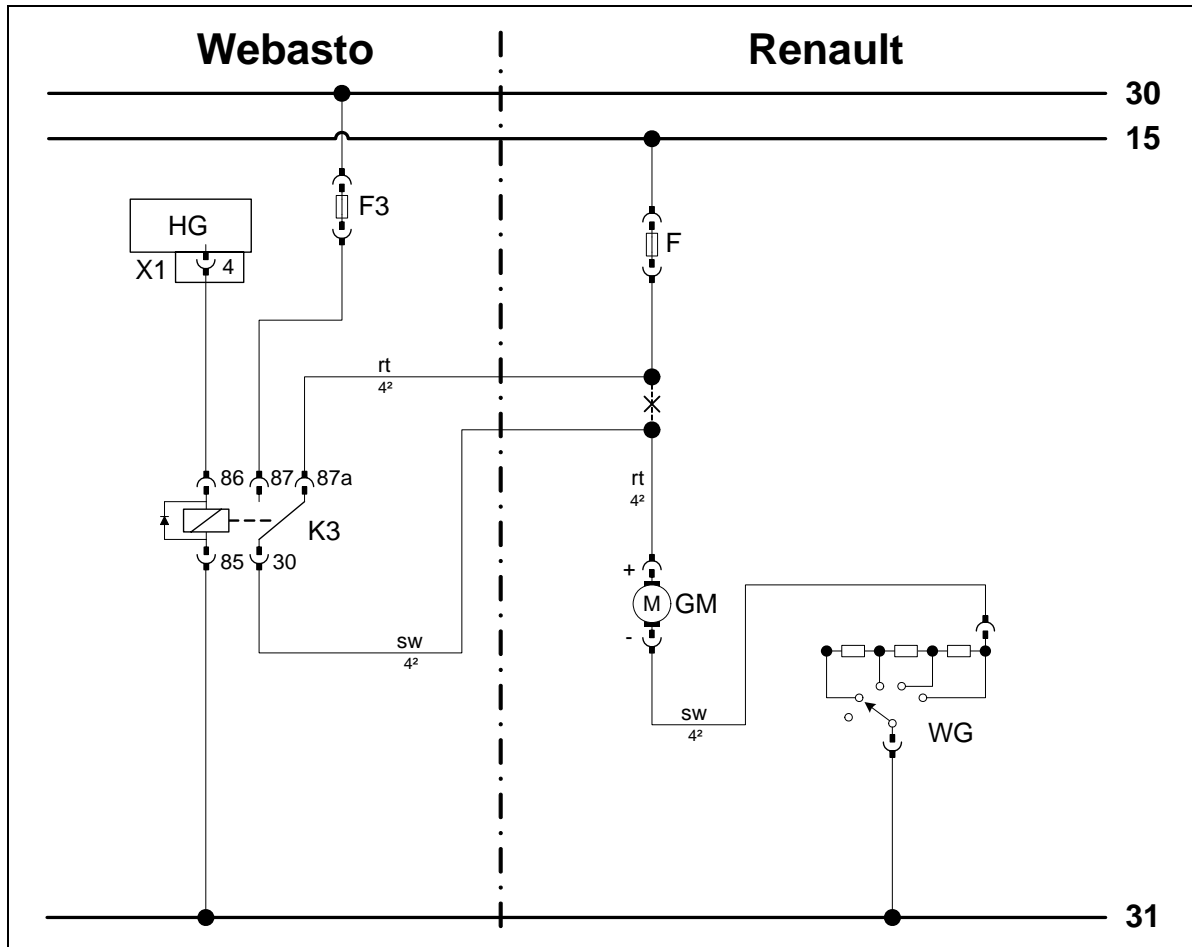 Webasto
Renault
30
15
F3
HG
F
X1
4
rt
4²
86
87
87a
rt
4²
K3
85
30
+
M
GM
-
sw
4²
sw
4²
WG
31